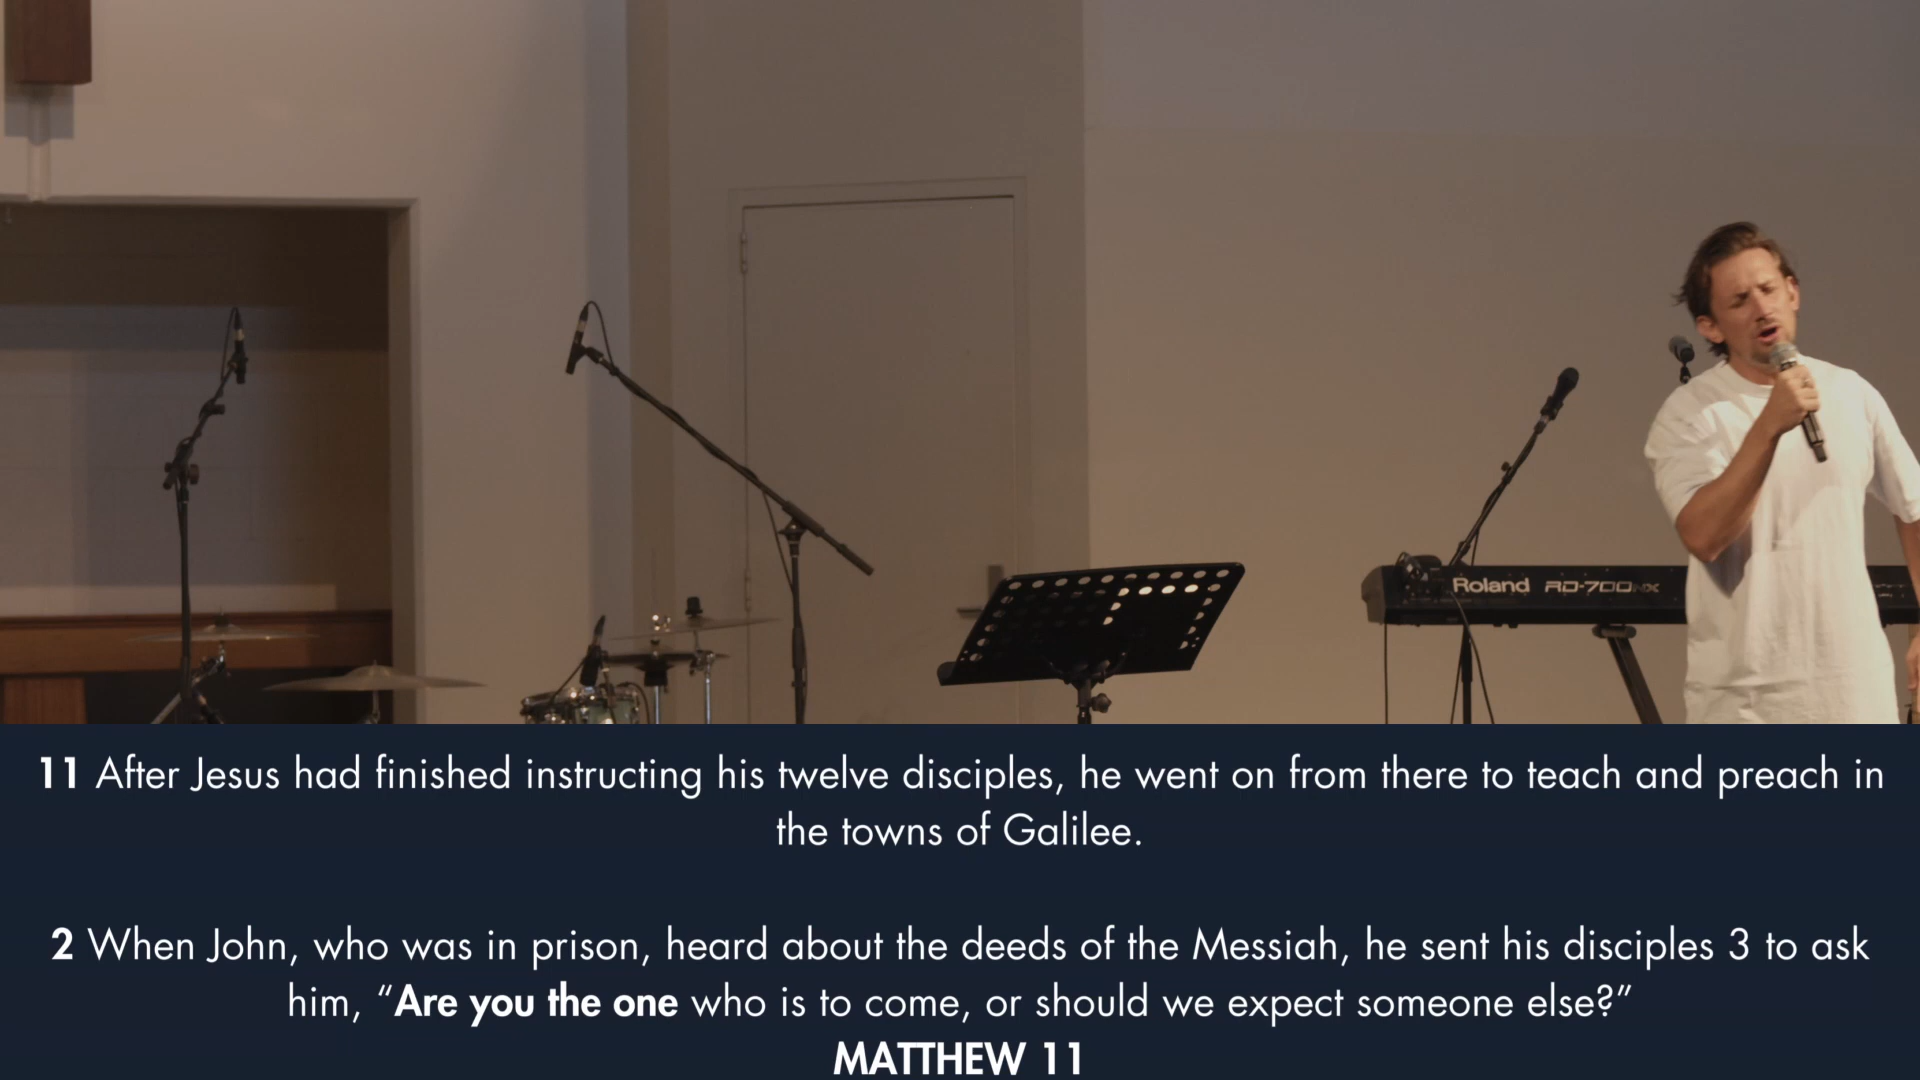 Roland RD-700NX
11 After Jesus had finished instructing his twelve disciples, he went on from there to teach and preach in
the towns of Galilee.
2 When John, who was in prison, heard about the deeds of the Messiah, he sent his disciples 3 to ask
him, “Are you the one who is to come, or should we expect someone else?”
MATTHEW 11